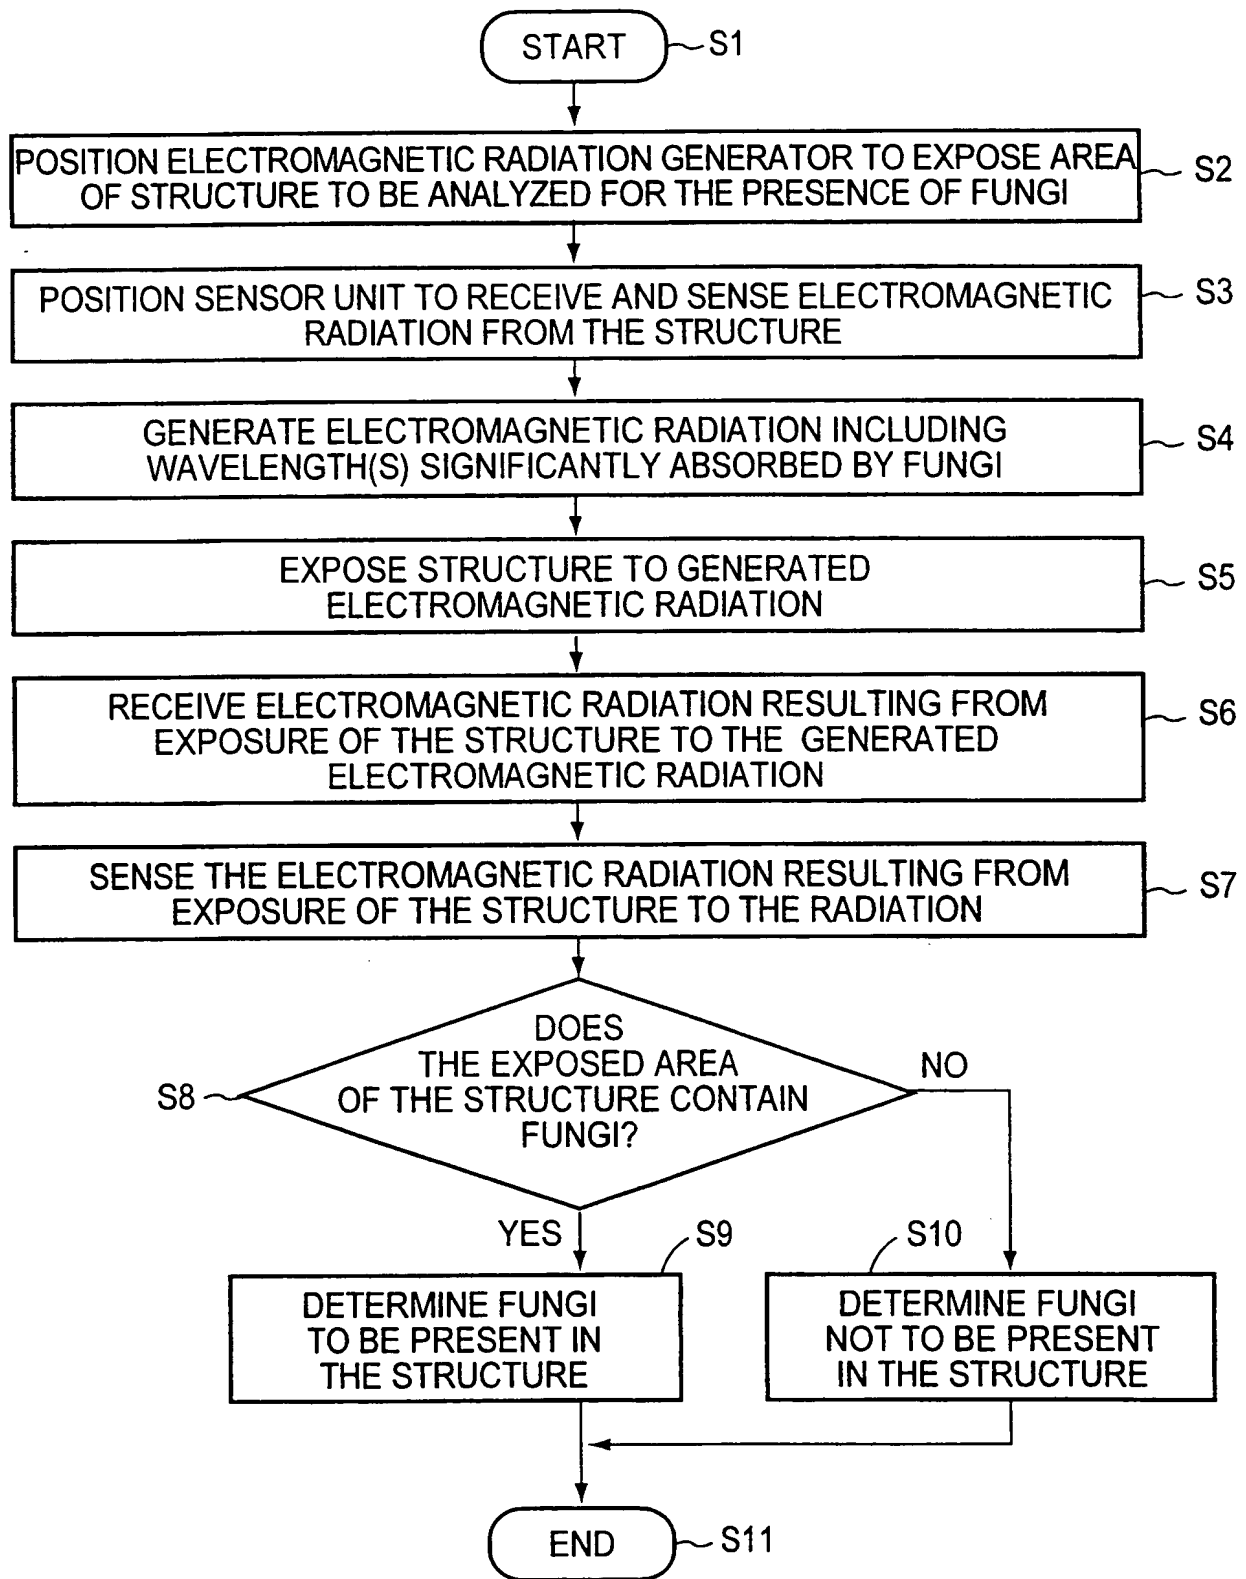 START
S1
POSITION ELECTROMAGNETIC RADIATION GENERATOR TO EXPOSE AREA
OF STRUCTURE TO BE ANALYZED FOR THE PRESENCE OF FUNGI
S2
POSITION SENSOR UNIT TO RECEIVE AND SENSE ELECTROMAGNETIC
RADIATION FROM THE STRUCTURE
S3
GENERATE ELECTROMAGNETIC RADIATION INCLUDING
WAVELENGTH(S) SIGNIFICANTLY ABSORBED BY FUNGI
S4
EXPOSE STRUCTURE TO GENERATED
ELECTROMAGNETIC RADIATION
S5
RECEIVE ELECTROMAGNETIC RADIATION RESULTING FROM
EXPOSURE OF THE STRUCTURE TO THE GENERATED
ELECTROMAGNETIC RADIATION
S6
SENSE THE ELECTROMAGNETIC RADIATION RESULTING FROM
EXPOSURE OF THE STRUCTURE TO THE RADIATION
S7
DOES
THE EXPOSED AREA
OF THE STRUCTURE CONTAIN
FUNGI?
S8
NO
YES
S9
DETERMINE FUNGI
TO BE PRESENT IN
THE STRUCTURE
S10
DETERMINE FUNGI
NOT TO BE PRESENT
IN THE STRUCTURE
END
S11